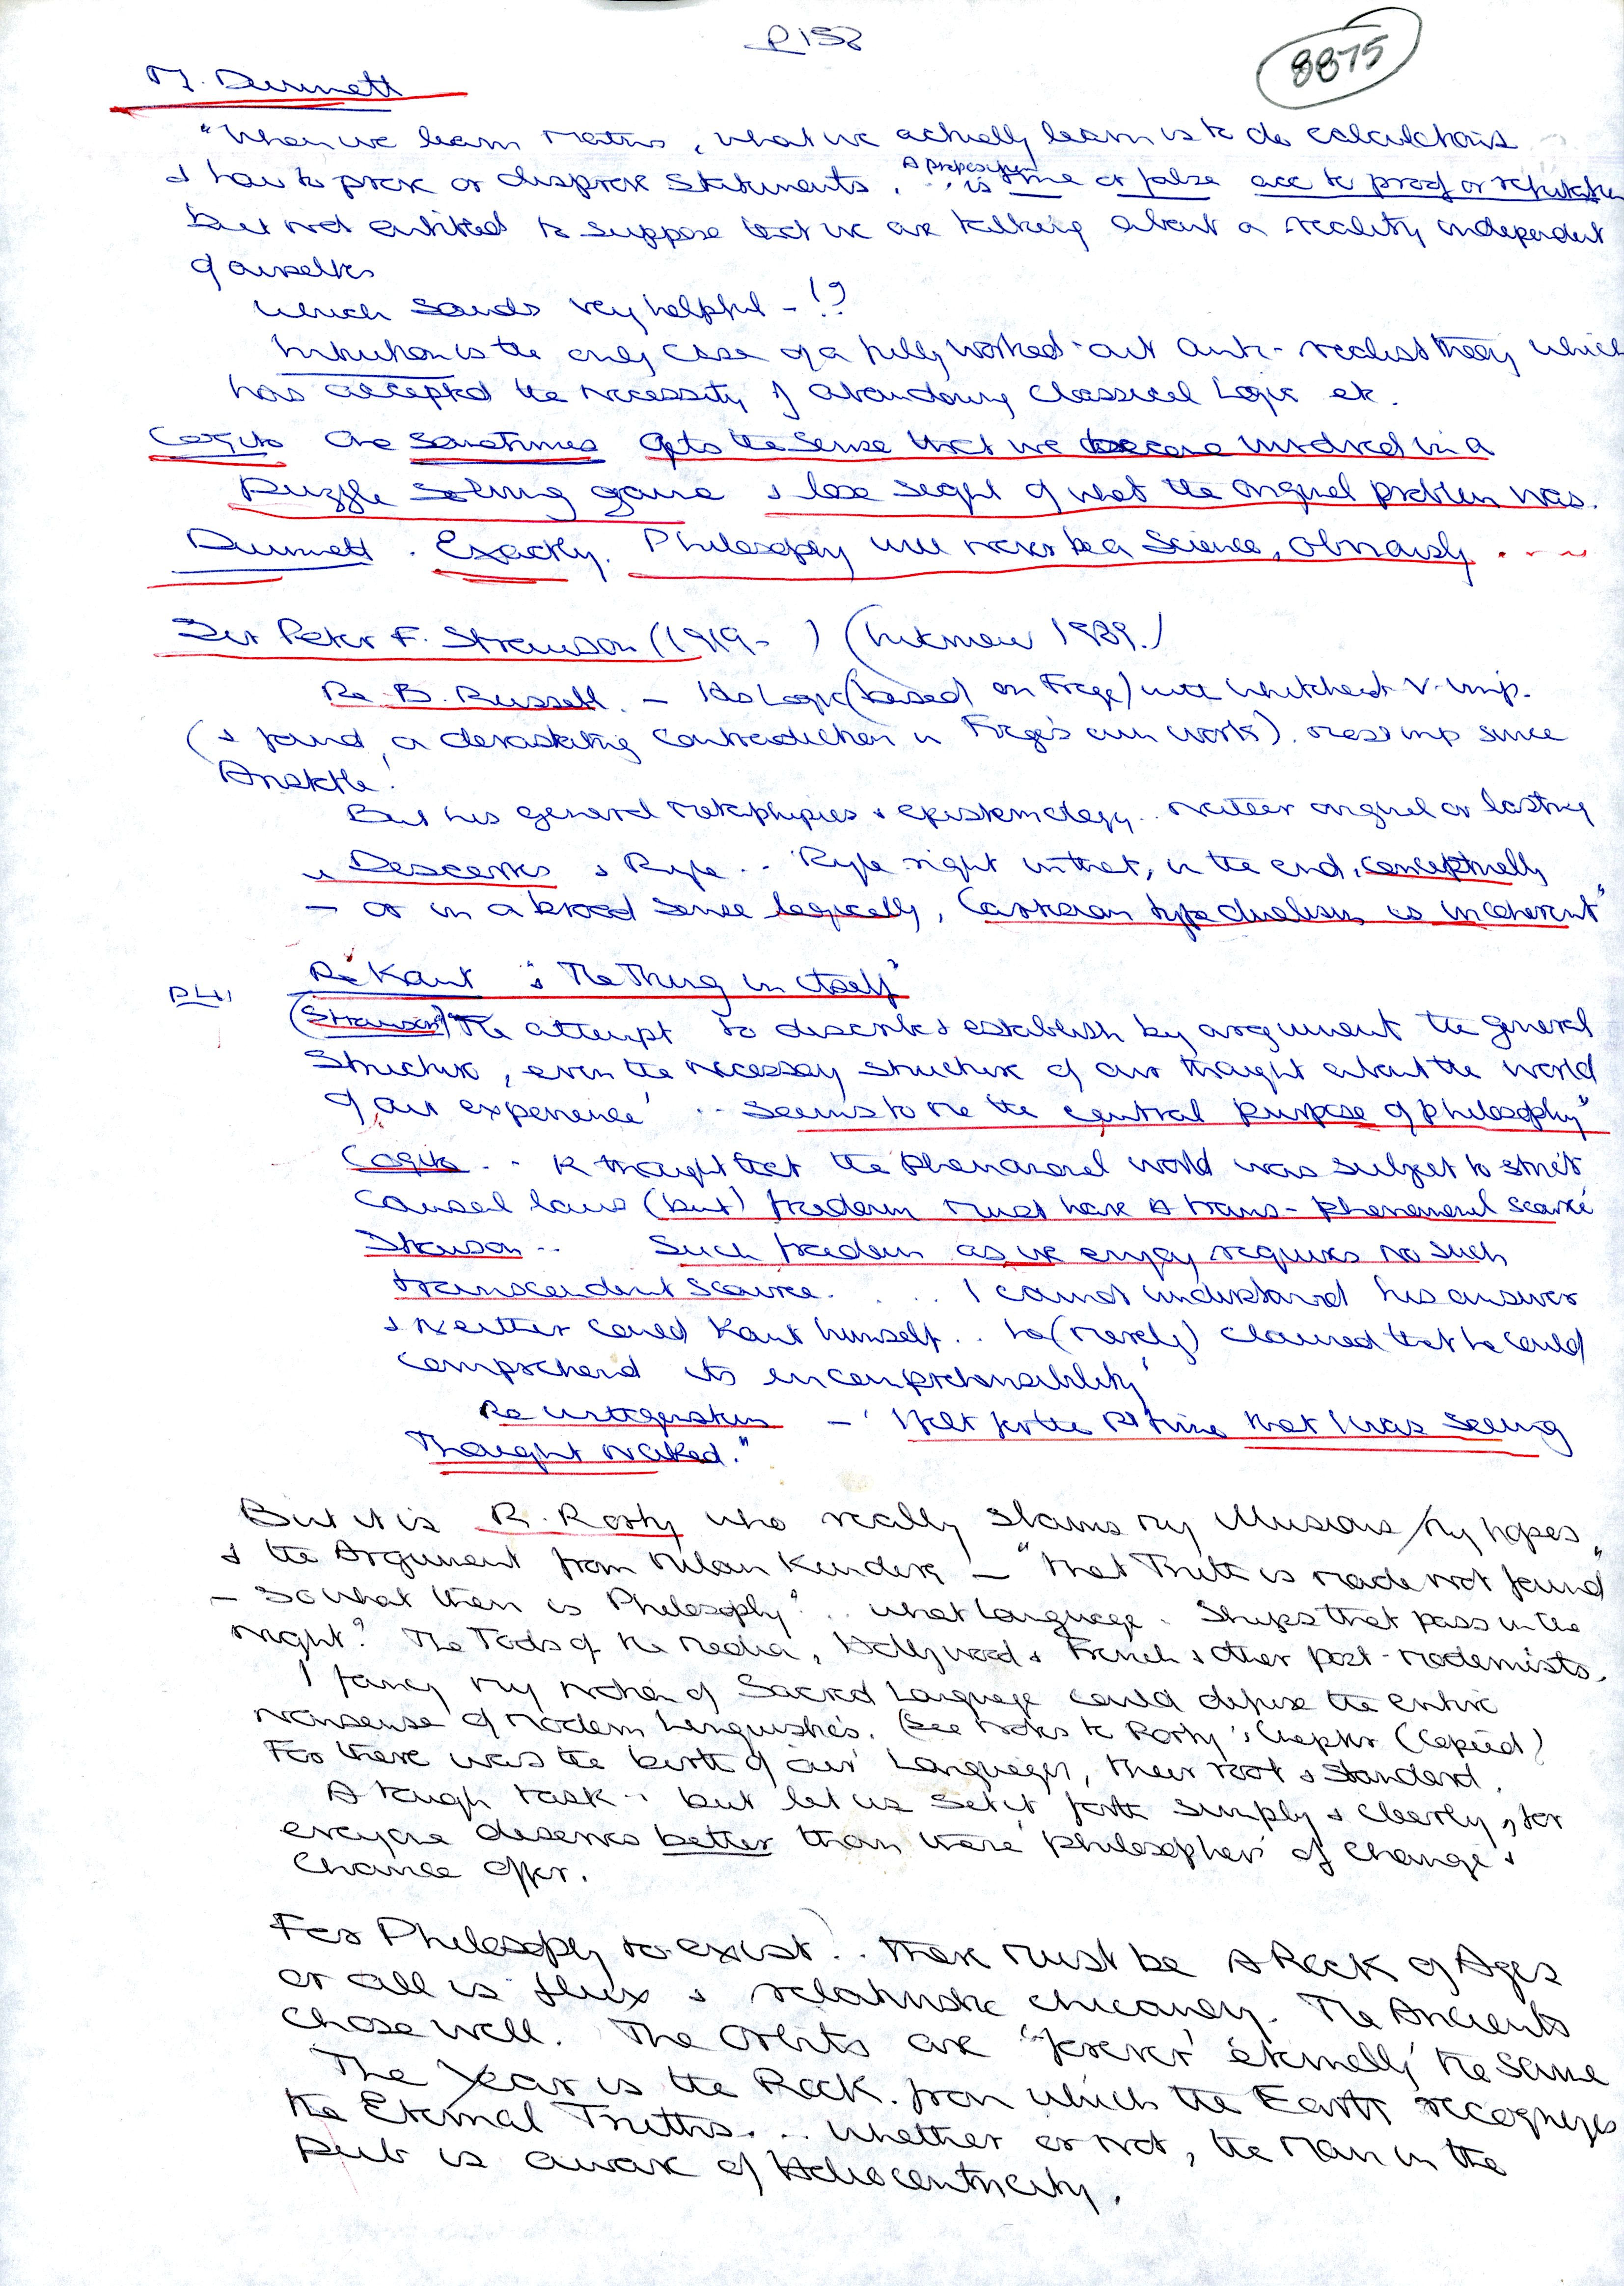 P152
8875
M. Dummett
"When we learn Maths, what we actually learn is to do calculations
& how to prove or disprove statements. A proposition .. is true or false acc to proof or refutation
but not entitled to suppose that we are talking about a reality independent
of ourselves
which sounds very helpful - !?
Intuition is the only case of a fully worked-out anti-realist theory which
has accepted the necessity of abandoning Classical Logic etc.
Cogito One sometimes gets the sense that we become involved in a
puzzle solving game & lose sight of what the original problem was.
Dummett. Exactly. Philosophy will never be a Science, obviously ....
Sir Peter F. Strawson (1919- ) (1989.)
Re B. Russell. - His Logic (based on Frege) with Whitehead V. imp.
(& found a devastating contradiction in Frege's own work). most imp since
Aristotle'.
But his general metaphysics & epistemology .. neither original or lasting
Descartes & Ryle .. 'Ryle right in that, in the end, conceptually
- or in a broad sense logically, Cartesian type dualism is incoherent"
P41
Re Kant & 'The Thing in itself'
(Strawson) 'The attempt to describe & establish by argument the general
structure, even the necessary structure of our thought about the world
of our experience' .. seems to me the central purpose of philosophy"
Cogito .. K thought that the phenomenal world was subject to strict
causal laws (but) freedom must have a trans-phenomenal source
Strawson .. Such freedom as we enjoy requires no such
transcendent source. ... I cannot understand his answer
& neither could Kant himself .. he (merely) claimed that he could
comprehend its incomprehensibility'
Re Wittgenstein - 'I felt for the 1st time that I was seeing
Thought naked."
But it is R. Rorty who really slams my illusions / my hopes
& the Argument from Milan Kundera - "that Truth is made not found"
- So what then is Philosophy? .. what Language. Ships that pass in the
night? The Tools of the media, Hollywood & French & other post-modernists.
I fancy my notion of Sacred Language could defuse the entire
nonsense of Modern Linguistics. (See Notes to Rorty's Chapter (copied)
For there was the birth of our Languages, their root & standard.
A tough task .. but let us set it forth simply & clearly, for
everyone deserves better than these 'philosophers' of change &
Chance offer.
For Philosophy to exist .. there must be A Rock of Ages
or all is flux & relativistic chicanery. The Ancients
chose well. The Orbits are 'forever' 'eternally' the same
The Year is the Rock. from which the Earth recognizes
the Eternal Truths ... whether or not, the man in the
pub is aware of Heliocentricity.